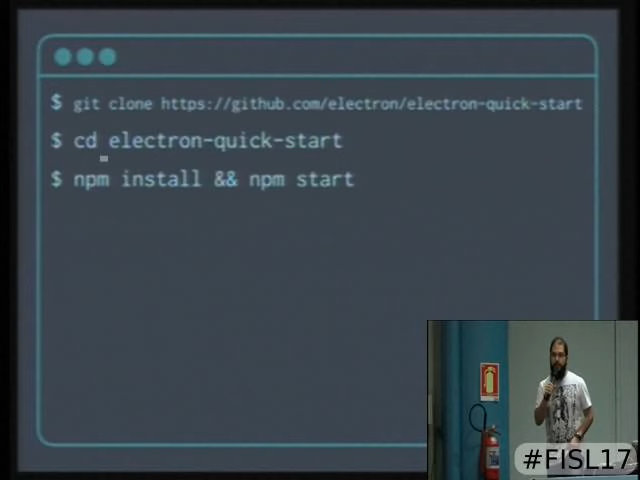 $ git clone https://github.com/electron/electron-quick-start
$ cd electron-quick-start
$ npm install && npm start
#FISL17